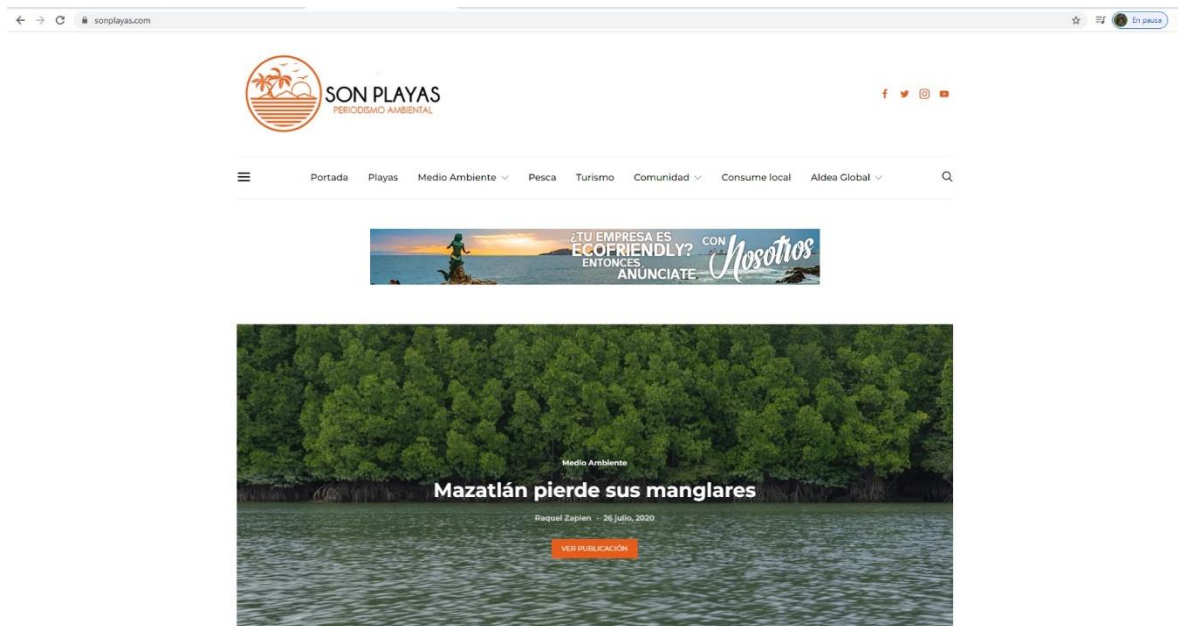 sonplayas.com
En pausa
SON PLAYAS
PERIODISMO AMBIENTAL
Portada Playas Medio Ambiente Pesca Turismo Comunidad Consume local Aldea Global
¿TU EMPRESA ES
ECOFRIENDLY?
ENTONCES
ANUNCIATE
CON Nosotros
Medio Ambiente
Mazatlán pierde sus manglares
Raquel Zapien - 26 julio, 2020
VER PUBLICACIÓN